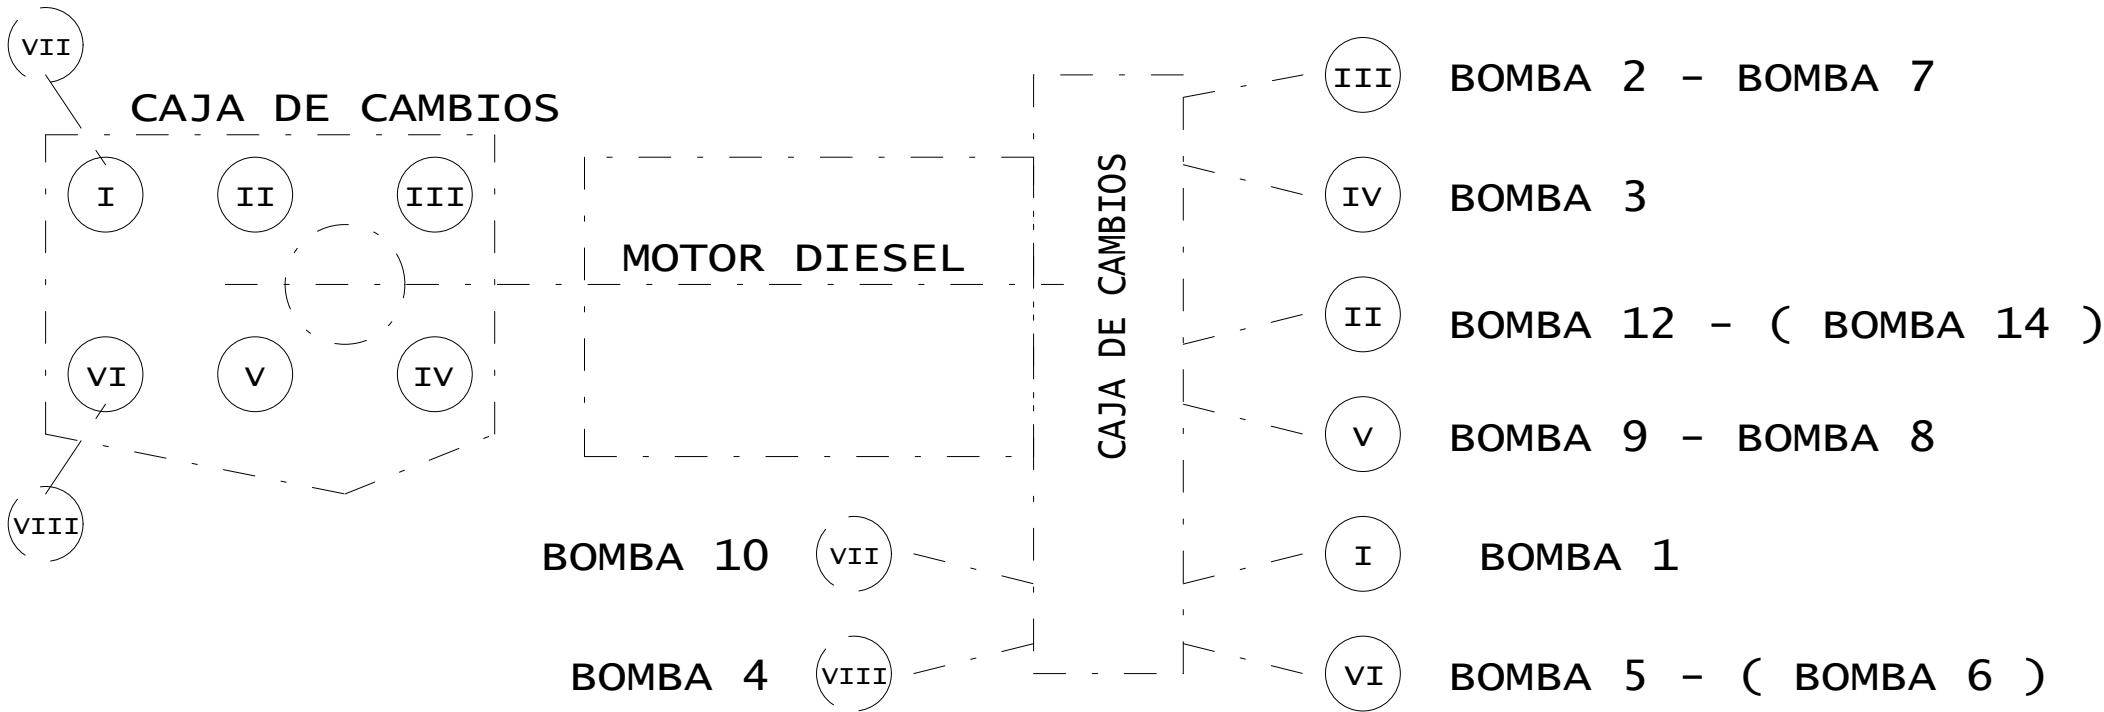 VII
CAJA DE CAMBIOS
I II III
VI V IV
VIII
MOTOR DIESEL
CAJA DE CAMBIOS
III BOMBA 2 - BOMBA 7
IV BOMBA 3
II BOMBA 12 - ( BOMBA 14 )
V BOMBA 9 - BOMBA 8
BOMBA 10 VII
I BOMBA 1
BOMBA 4 VIII
VI BOMBA 5 - ( BOMBA 6 )